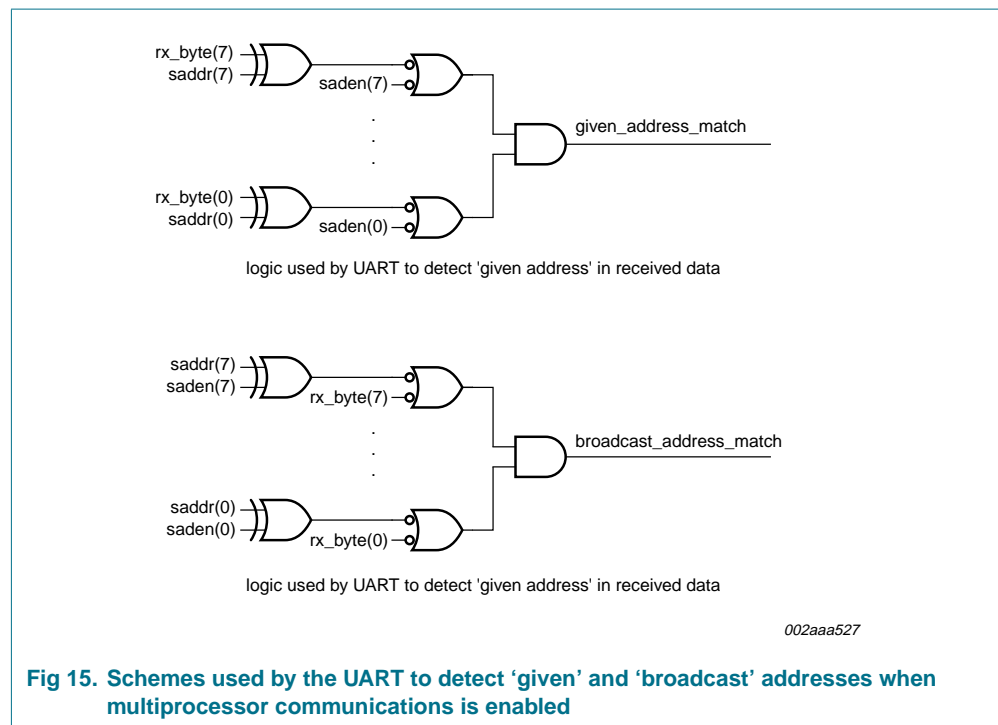 rx_byte(7)
saddr(7)
saden(7)
.
.
.
given_address_match
rx_byte(0)
saddr(0)
saden(0)
logic used by UART to detect 'given address' in received data
saddr(7)
saden(7)
rx_byte(7)
.
.
.
broadcast_address_match
saddr(0)
saden(0)
rx_byte(0)
logic used by UART to detect 'given address' in received data
002aaa527
Fig 15. Schemes used by the UART to detect ‘given’ and ‘broadcast’ addresses when
multiprocessor communications is enabled